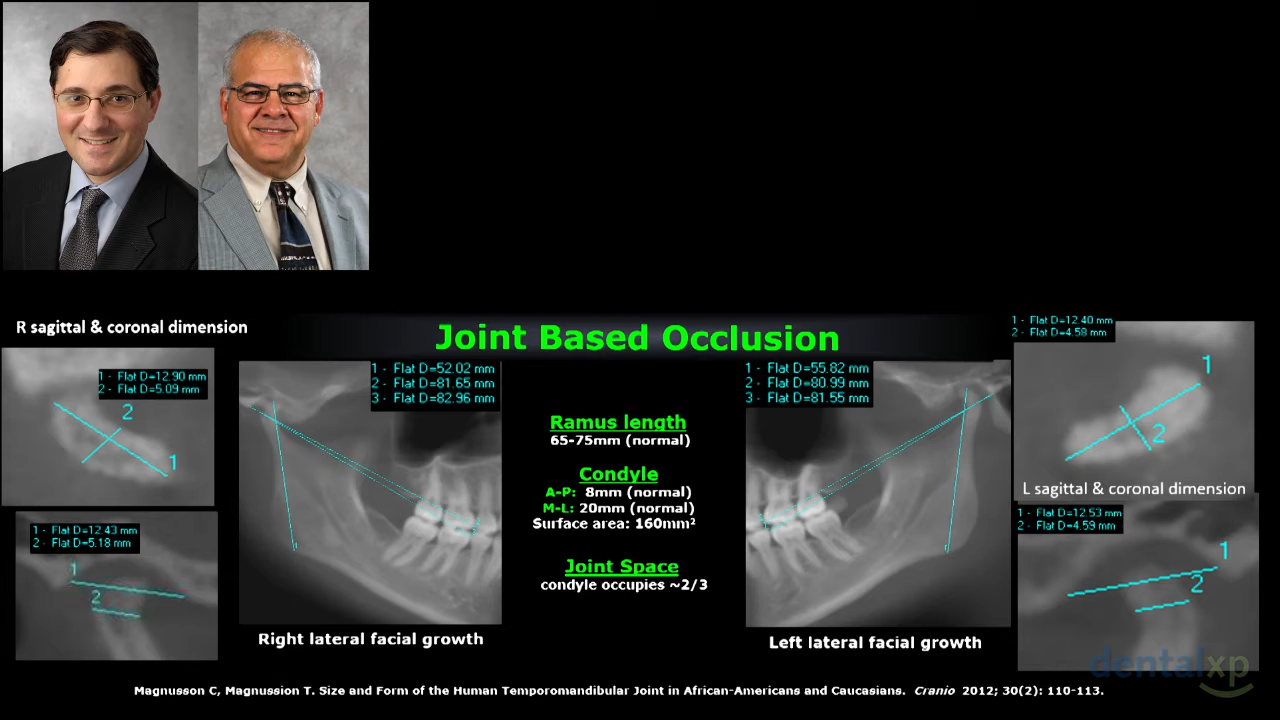 R sagittal & coronal dimension
Joint Based Occlusion
1 - Flat D=12.90 mm
2 - Flat D=5.09 mm
2
1
1 - Flat D=12.43 mm
2 - Flat D=5.18 mm
1
2
1 - Flat D=52.02 mm
2 - Flat D=81.65 mm
3 - Flat D=82.96 mm
Right lateral facial growth
Ramus length
65-75mm (normal)
Condyle
A-P: 8mm (normal)
M-L: 20mm (normal)
Surface area: 160mm²
Joint Space
condyle occupies ~2/3
1 - Flat D=55.82 mm
2 - Flat D=80.99 mm
3 - Flat D=81.55 mm
Left lateral facial growth
1 - Flat D=12.40 mm
2 - Flat D=4.58 mm
1
2
L sagittal & coronal dimension
1 - Flat D=12.53 mm
2 - Flat D=4.59 mm
1
2
dentalxp
Magnusson C, Magnussion T. Size and Form of the Human Temporomandibular Joint in African-Americans and Caucasians. Cranio 2012; 30(2): 110-113.